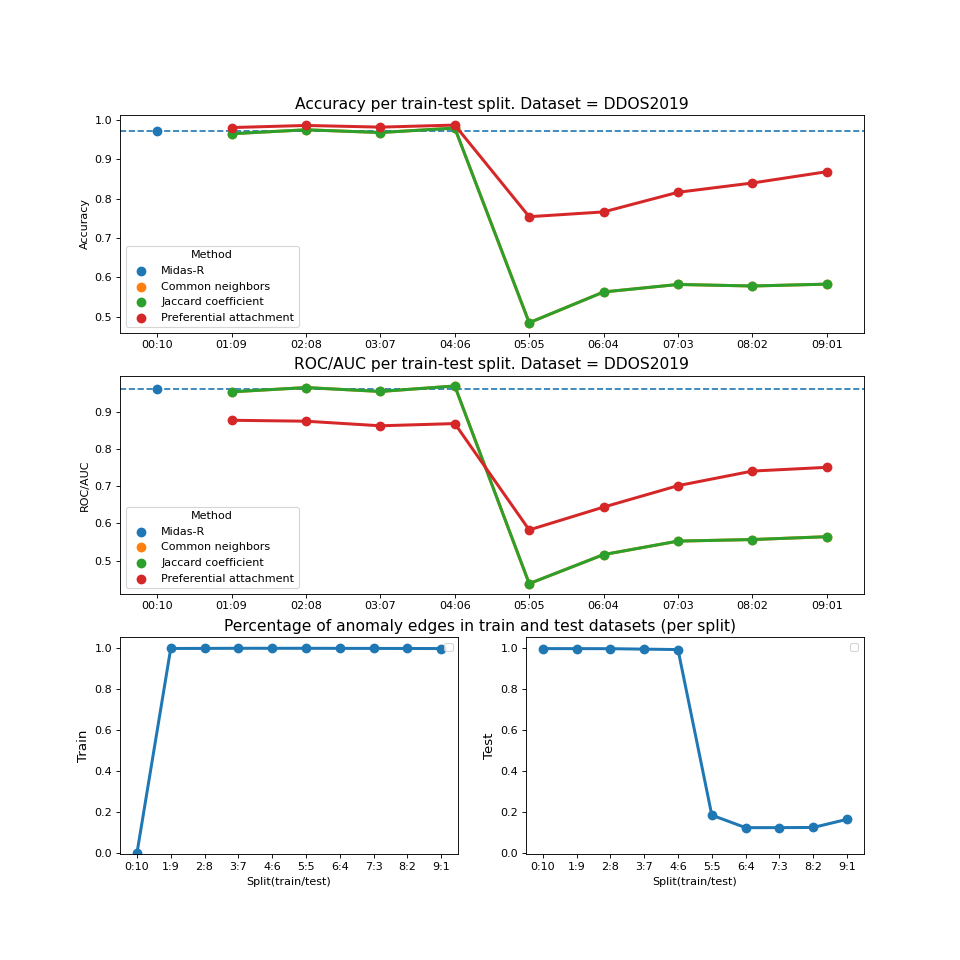 Accuracy per train-test split. Dataset = DDOS2019
1.0
0.9
0.8
0.7
0.6
0.5
Accuracy
Method
Midas-R
Common neighbors
Jaccard coefficient
Preferential attachment
00:10 01:09 02:08 03:07 04:06 05:05 06:04 07:03 08:02 09:01
ROC/AUC per train-test split. Dataset = DDOS2019
0.9
0.8
0.7
0.6
0.5
ROC/AUC
Method
Midas-R
Common neighbors
Jaccard coefficient
Preferential attachment
00:10 01:09 02:08 03:07 04:06 05:05 06:04 07:03 08:02 09:01
Percentage of anomaly edges in train and test datasets (per split)
1.0
0.8
0.6
0.4
0.2
0.0
Train
0:10 1:9 2:8 3:7 4:6 5:5 6:4 7:3 8:2 9:1
Split(train/test)
1.0
0.8
0.6
0.4
0.2
0.0
Test
0:10 1:9 2:8 3:7 4:6 5:5 6:4 7:3 8:2 9:1
Split(train/test)